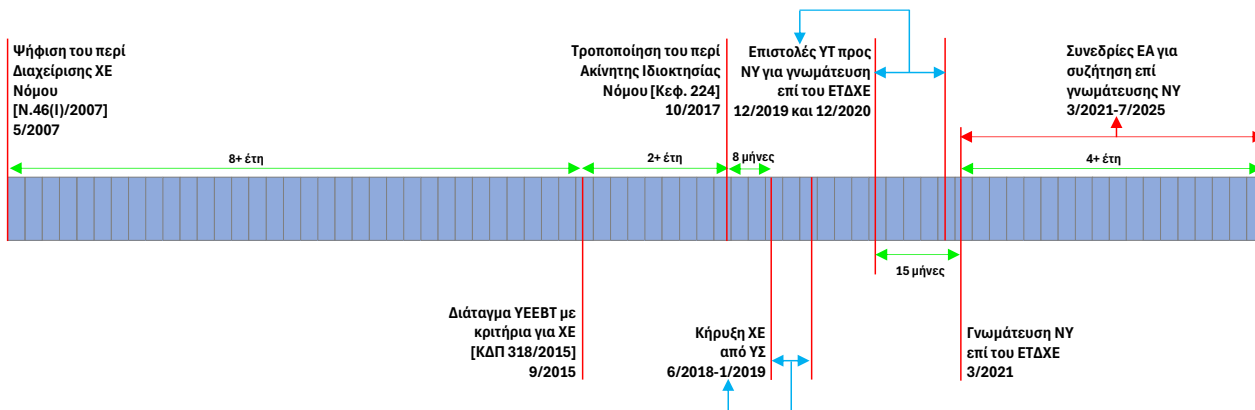 Ψήφιση του περί
Διαχείρισης ΧΕ
Νόμου
[Ν.46(Ι)/2007]
5/2007
Τροποποίηση του περί
Ακίνητης Ιδιοκτησίας
Νόμου [Κεφ. 224]
10/2017
Επιστολές ΥΤ προς
ΝΥ για γνωμάτευση
επί του ΕΤΔΧΕ
12/2019 και 12/2020
Συνεδρίες ΕΑ για
συζήτηση επί
γνωμάτευσης ΝΥ
3/2021-7/2025
8+ έτη
2+ έτη
8 μήνες
4+ έτη
15 μήνες
Διάταγμα ΥΕΕΒΤ με
κριτήρια για ΧΕ
[ΚΔΠ 318/2015]
9/2015
Κήρυξη ΧΕ
από ΥΣ
6/2018-1/2019
Γνωμάτευση ΝΥ
επί του ΕΤΔΧΕ
3/2021